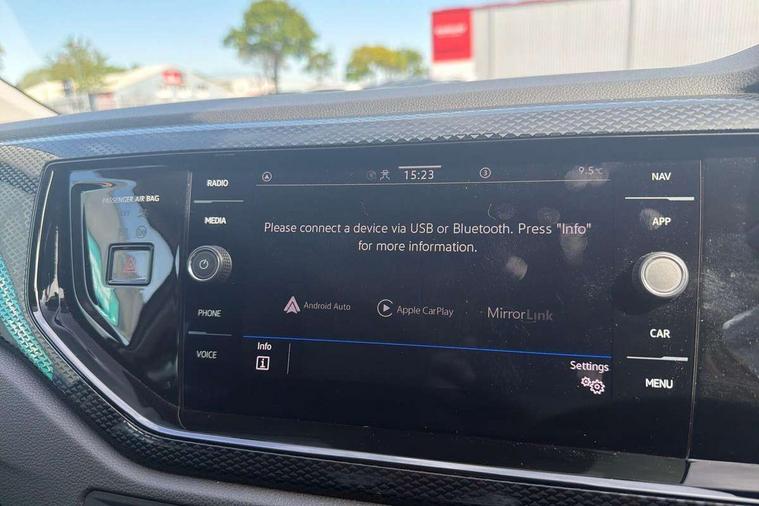 PASSENGER AIR BAG
RADIO
MEDIA
PHONE
VOICE
15:23
3
9.5°C
Please connect a device via USB or Bluetooth. Press "Info"
for more information.
Android Auto
Apple CarPlay
MirrorLink
Info
Settings
NAV
APP
CAR
MENU